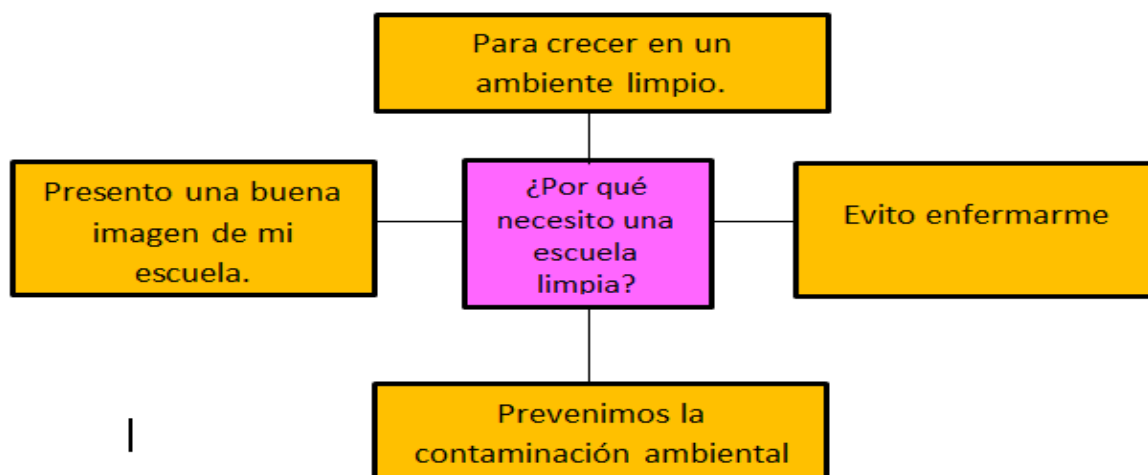 Para crecer en un
ambiente limpio.
Presento una buena
imagen de mi
escuela.
¿Por qué
necesito una
escuela
limpia?
Evito enfermarme
Prevenimos la
contaminación ambiental